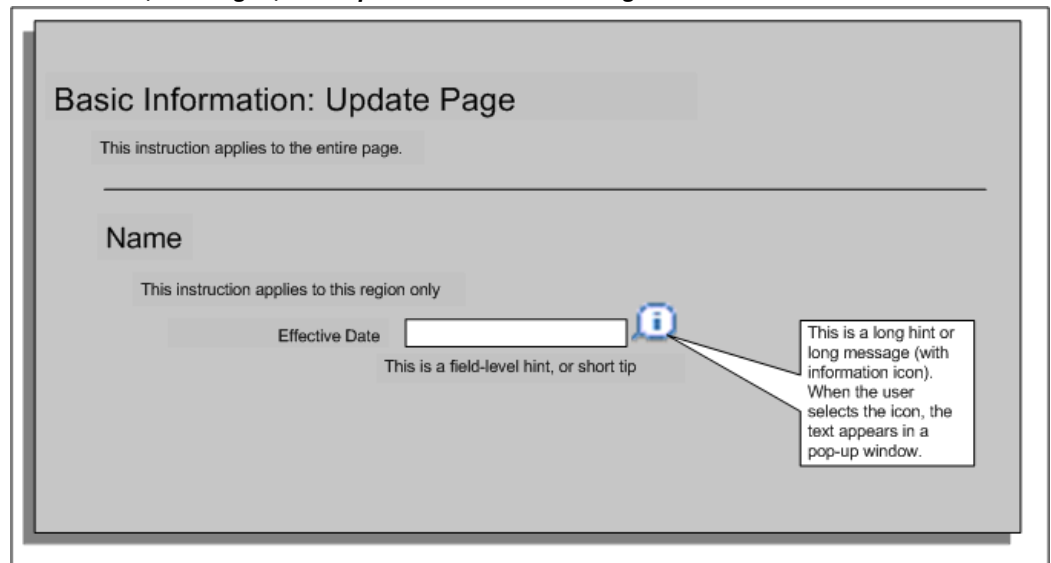 Basic Information: Update Page
This instruction applies to the entire page.
Name
This instruction applies to this region only
Effective Date
This is a field-level hint, or short tip
This is a long hint or
long message (with
information icon).
When the user
selects the icon, the
text appears in a
pop-up window.